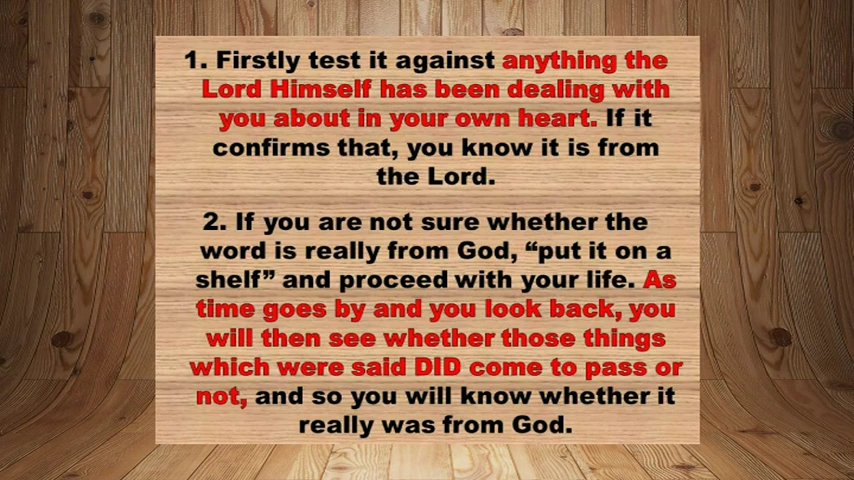 1. Firstly test it against anything the
Lord Himself has been dealing with
you about in your own heart. If it
confirms that, you know it is from
the Lord.
2. If you are not sure whether the
word is really from God, “put it on a
shelf” and proceed with your life. As
time goes by and you look back, you
will then see whether those things
which were said DID come to pass or
not, and so you will know whether it
really was from God.